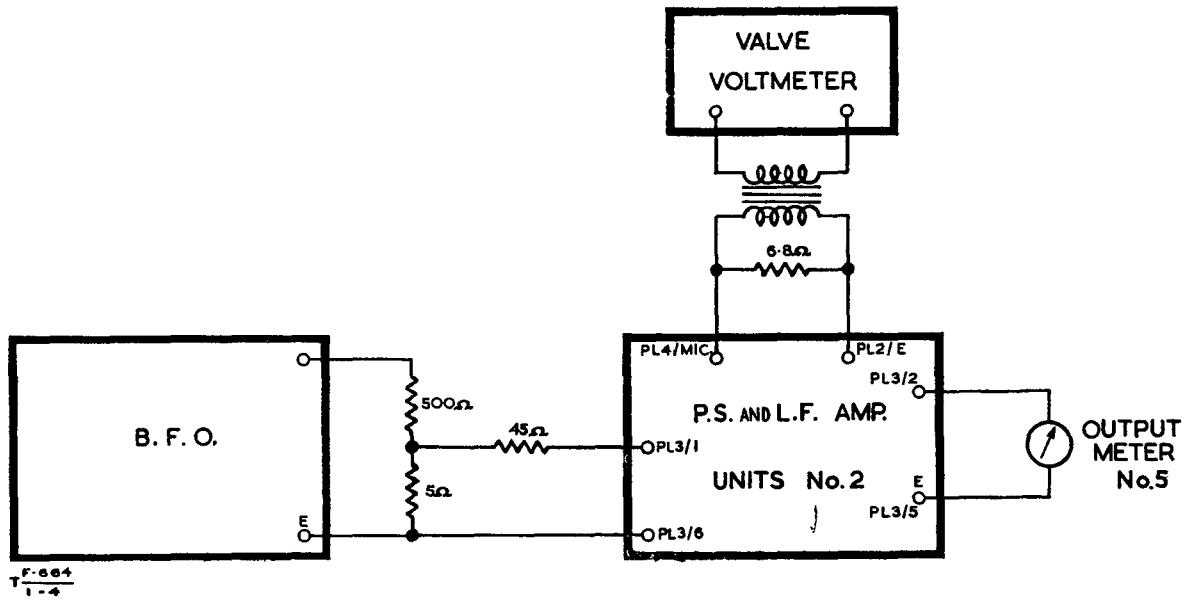 VALVE
VOLTMETER
6·8Ω
PL4/MIC.
PL2/E
PL3/2
B. F. O.
500Ω
45Ω
PL3/1
P.S. AND L.F. AMP.
OUTPUT
METER
No.5
5Ω
UNITS No. 2
E
PL3/5
E
PL3/6
T F-664
1-4